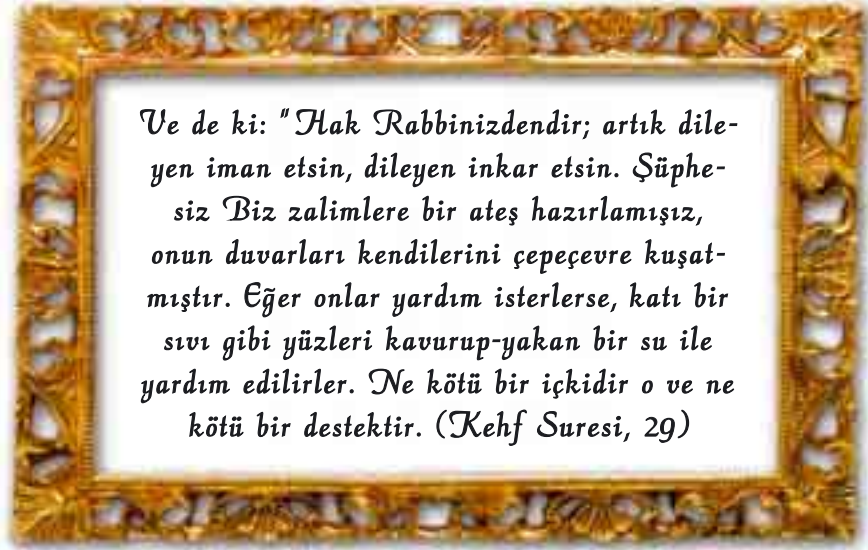 Ve de ki: "Hak Rabbinizdendir; artık dile-
yen iman etsin, dileyen inkar etsin. Şüphe-
siz Biz zalimlere bir ateş hazırlamışız,
onun duvarları kendilerini çepeçevre kuşat-
mıştır. Eğer onlar yardım isterlerse, katı bir
sıvı gibi yüzleri kavurup-yakan bir su ile
yardım edilirler. Ne kötü bir içkidir o ve ne
kötü bir destektir. (Kehf Suresi, 29)